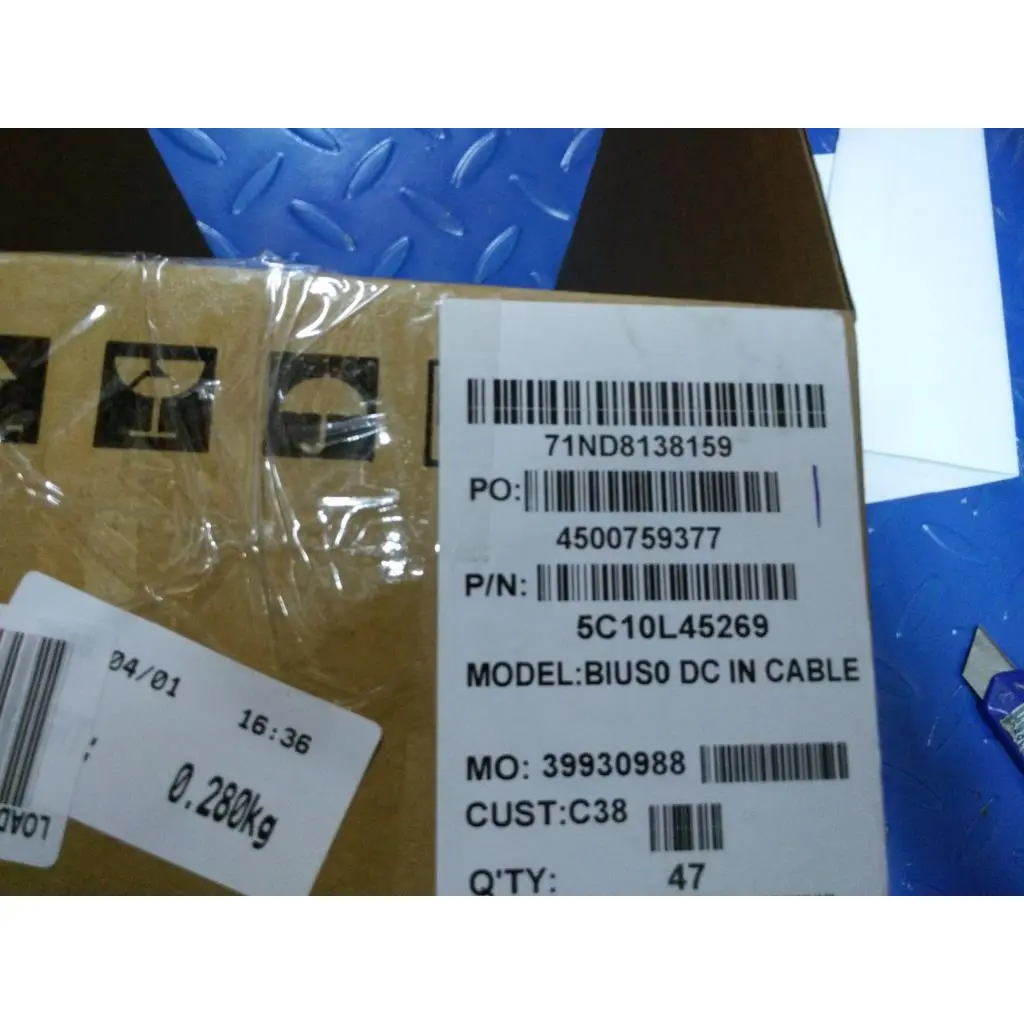 71ND8138159
PO:
4500759377
P/N:
5C10L45269
MODEL:BIUS0 DC IN CABLE
MO: 39930988
CUST:C38
Q'TY: 47
04/01
16:36
0.280kg
LOAD